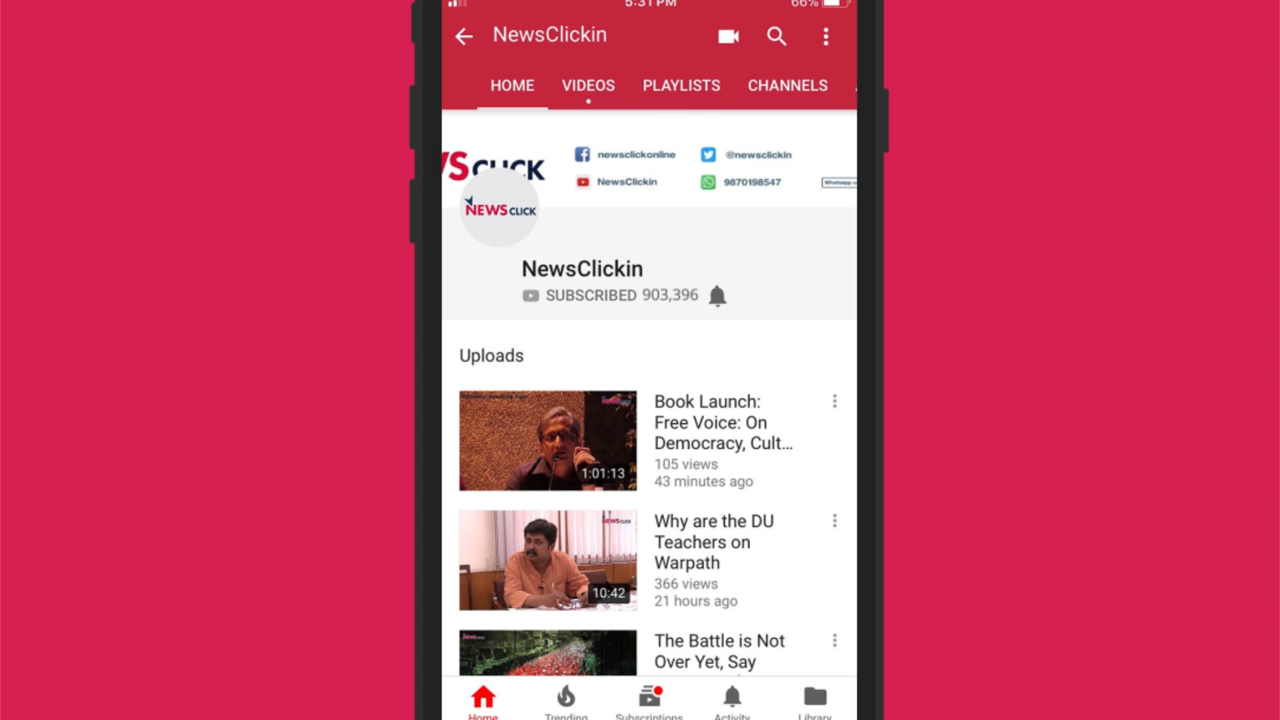 5:31 PM
66%
NewsClickin
HOME VIDEOS PLAYLISTS CHANNELS
WS CLICK
newsclickonline @newsclickin
NewsClickin 9870198547
Whatsapp
NEWS CLICK
NewsClickin
SUBSCRIBED 903,396
Uploads
Book Launch:
Free Voice: On
Democracy, Cult...
105 views
43 minutes ago
1:01:13
Why are the DU
Teachers on
Warpath
366 views
21 hours ago
NEWSCLICK
10:42
The Battle is Not
Over Yet, Say
Home Trending Subscriptions Activity Library